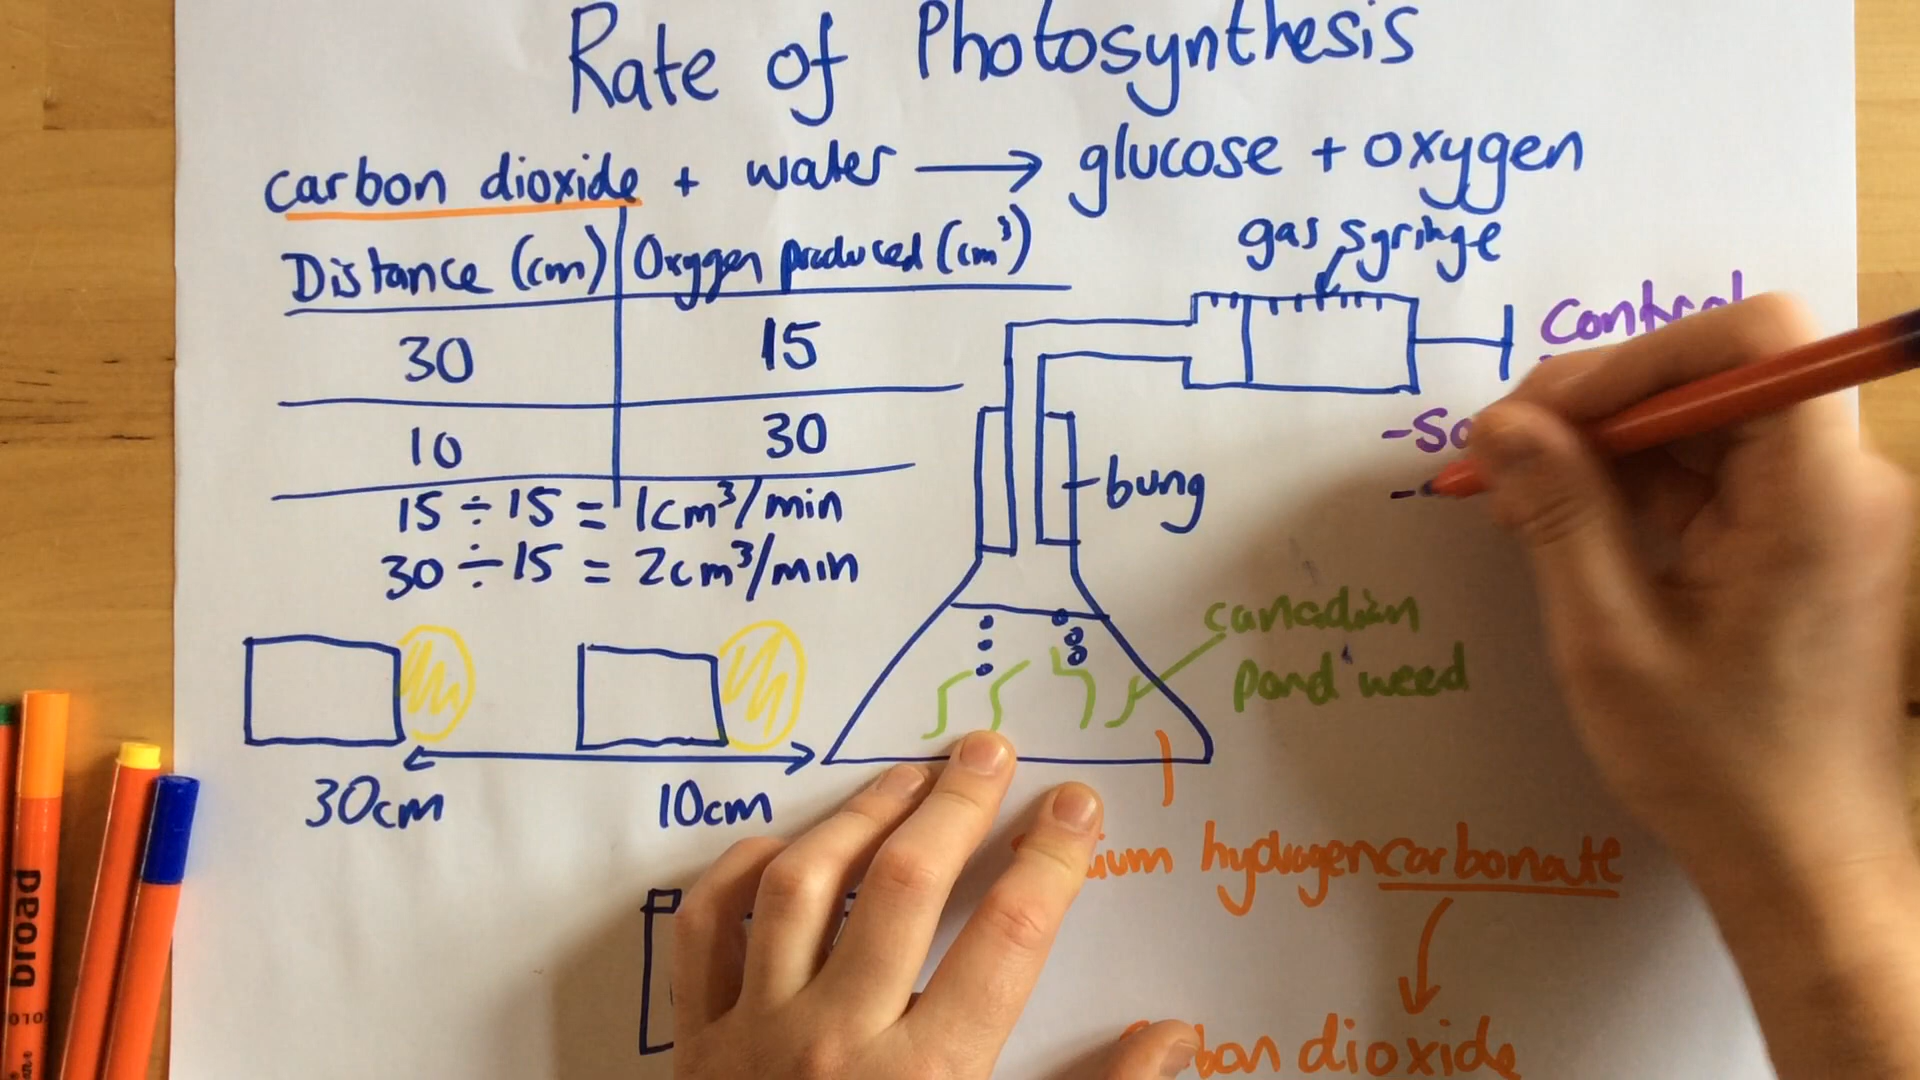 Rate of Photosynthesis
carbon dioxide + water → glucose + oxygen
Distance (cm) Oxygen produced (cm³)
30 15
10 30
15 ÷ 15 = 1cm³/min
30 ÷ 15 = 2cm³/min
gas syringe
bung
canadian
pond weed
30cm
10cm
hydrogencarbonate
dioxide
broad